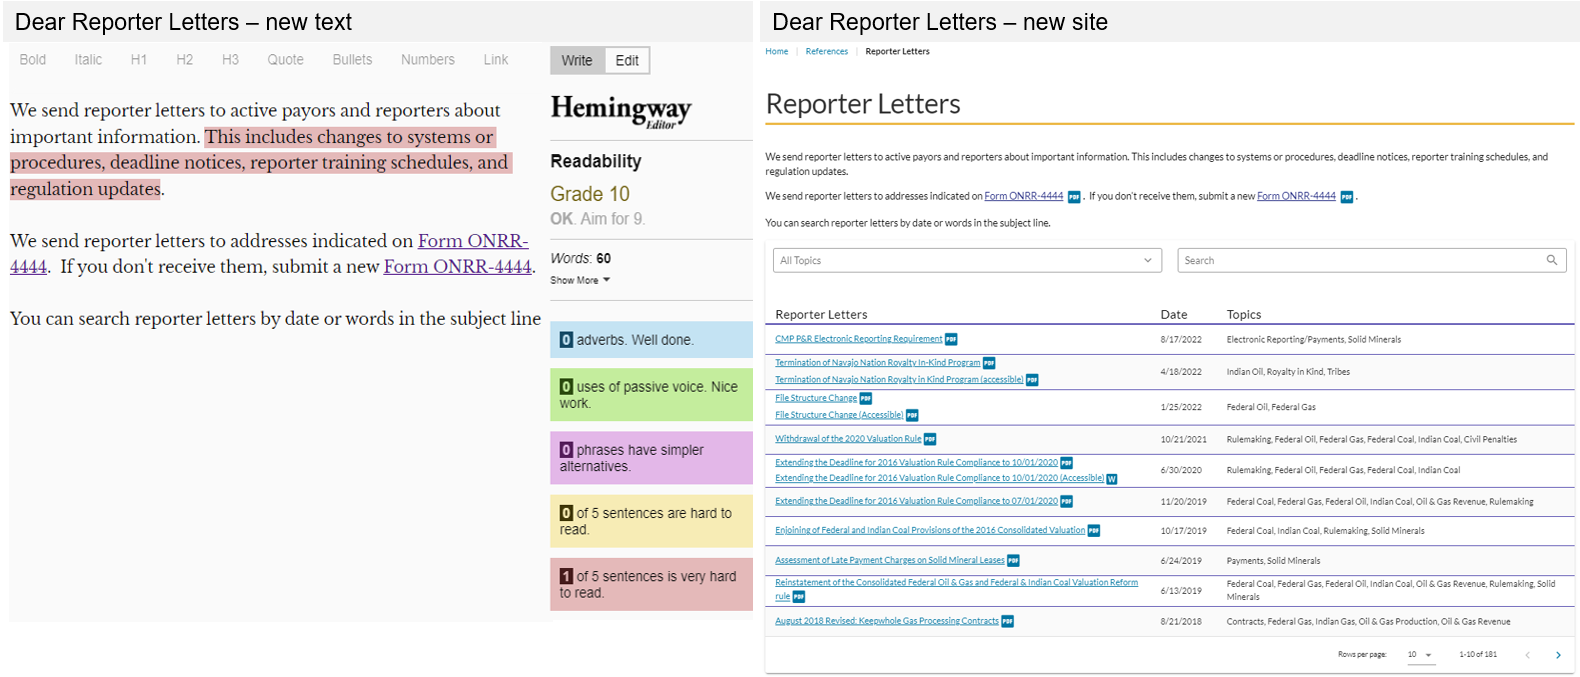 Dear Reporter Letters – new text
Bold Italic H1 H2 H3 Quote Bullets Numbers Link
We send reporter letters to active payors and reporters about
important information. This includes changes to systems or
procedures, deadline notices, reporter training schedules, and
regulation updates.
We send reporter letters to addresses indicated on Form ONRR-
4444.  If you don't receive them, submit a new Form ONRR-4444.
You can search reporter letters by date or words in the subject line
Write Edit
Hemingway
Editor
Readability
Grade 10
OK. Aim for 9.
Words: 60
Show More
0 adverbs. Well done.
0 uses of passive voice. Nice
work.
0 phrases have simpler
alternatives.
0 of 5 sentences are hard to
read.
1 of 5 sentences is very hard
to read.
Dear Reporter Letters – new site
Home | References | Reporter Letters
Reporter Letters
We send reporter letters to active payors and reporters about important information. This includes changes to systems or procedures, deadline notices, reporter training schedules, and
regulation updates.
We send reporter letters to addresses indicated on Form ONRR-4444 PDF .  If you don't receive them, submit a new Form ONRR-4444 PDF .
You can search reporter letters by date or words in the subject line.
All Topics Search
Reporter Letters Date Topics
CMP P&R Electronic Reporting Requirement PDF 8/17/2022 Electronic Reporting/Payments, Solid Minerals
Termination of Navajo Nation Royalty In-Kind Program PDF
Termination of Navajo Nation Royalty in Kind Program (accessible) PDF 4/18/2022 Indian Oil, Royalty in Kind, Tribes
File Structure Change PDF
File Structure Change (Accessible) PDF 1/25/2022 Federal Oil, Federal Gas
Withdrawal of the 2020 Valuation Rule PDF 10/21/2021 Rulemaking, Federal Oil, Federal Gas, Federal Coal, Indian Coal, Civil Penalties
Extending the Deadline for 2016 Valuation Rule Compliance to 10/01/2020 PDF
Extending the Deadline for 2016 Valuation Rule Compliance to 10/01/2020 (Accessible) W 6/30/2020 Rulemaking, Federal Oil, Federal Gas, Federal Coal, Indian Coal
Extending the Deadline for 2016 Valuation Rule Compliance to 07/01/2020 PDF 11/20/2019 Federal Coal, Federal Gas, Federal Oil, Indian Coal, Oil & Gas Revenue, Rulemaking
Enjoining of Federal and Indian Coal Provisions of the 2016 Consolidated Valuation PDF 10/17/2019 Federal Coal, Indian Coal, Rulemaking, Solid Minerals
Assessment of Late Payment Charges on Solid Mineral Leases PDF 6/24/2019 Payments, Solid Minerals
Reinstatement of the Consolidated Federal Oil & Gas and Federal & Indian Coal Valuation Reform
rule PDF 6/13/2019 Federal Coal, Federal Gas, Federal Oil, Indian Coal, Oil & Gas Revenue, Rulemaking, Solid
Minerals
August 2018 Revised: Keepwhole Gas Processing Contracts PDF 8/21/2018 Contracts, Federal Gas, Indian Gas, Oil & Gas Production, Oil & Gas Revenue
Rows per page: 10 1-10 of 181